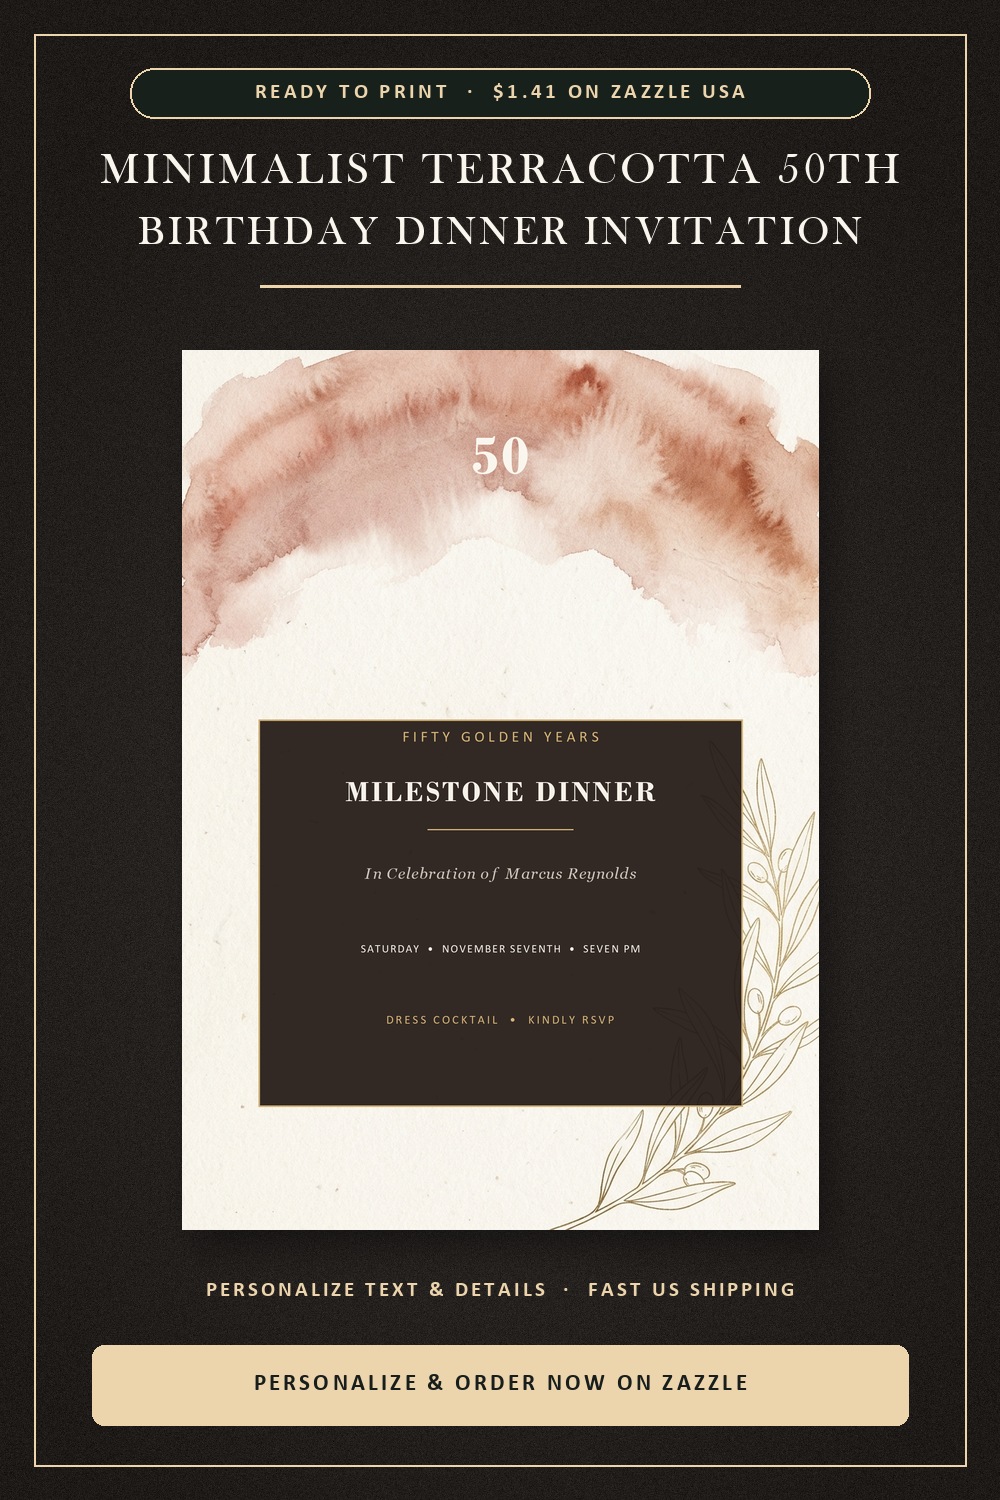 READY TO PRINT · $1.41 ON ZAZZLE USA
MINIMALIST TERRACOTTA 50TH
BIRTHDAY DINNER INVITATION
50
FIFTY GOLDEN YEARS
MILESTONE DINNER
In Celebration of Marcus Reynolds
SATURDAY • NOVEMBER SEVENTH • SEVEN PM
DRESS COCKTAIL • KINDLY RSVP
PERSONALIZE TEXT & DETAILS · FAST US SHIPPING
PERSONALIZE & ORDER NOW ON ZAZZLE